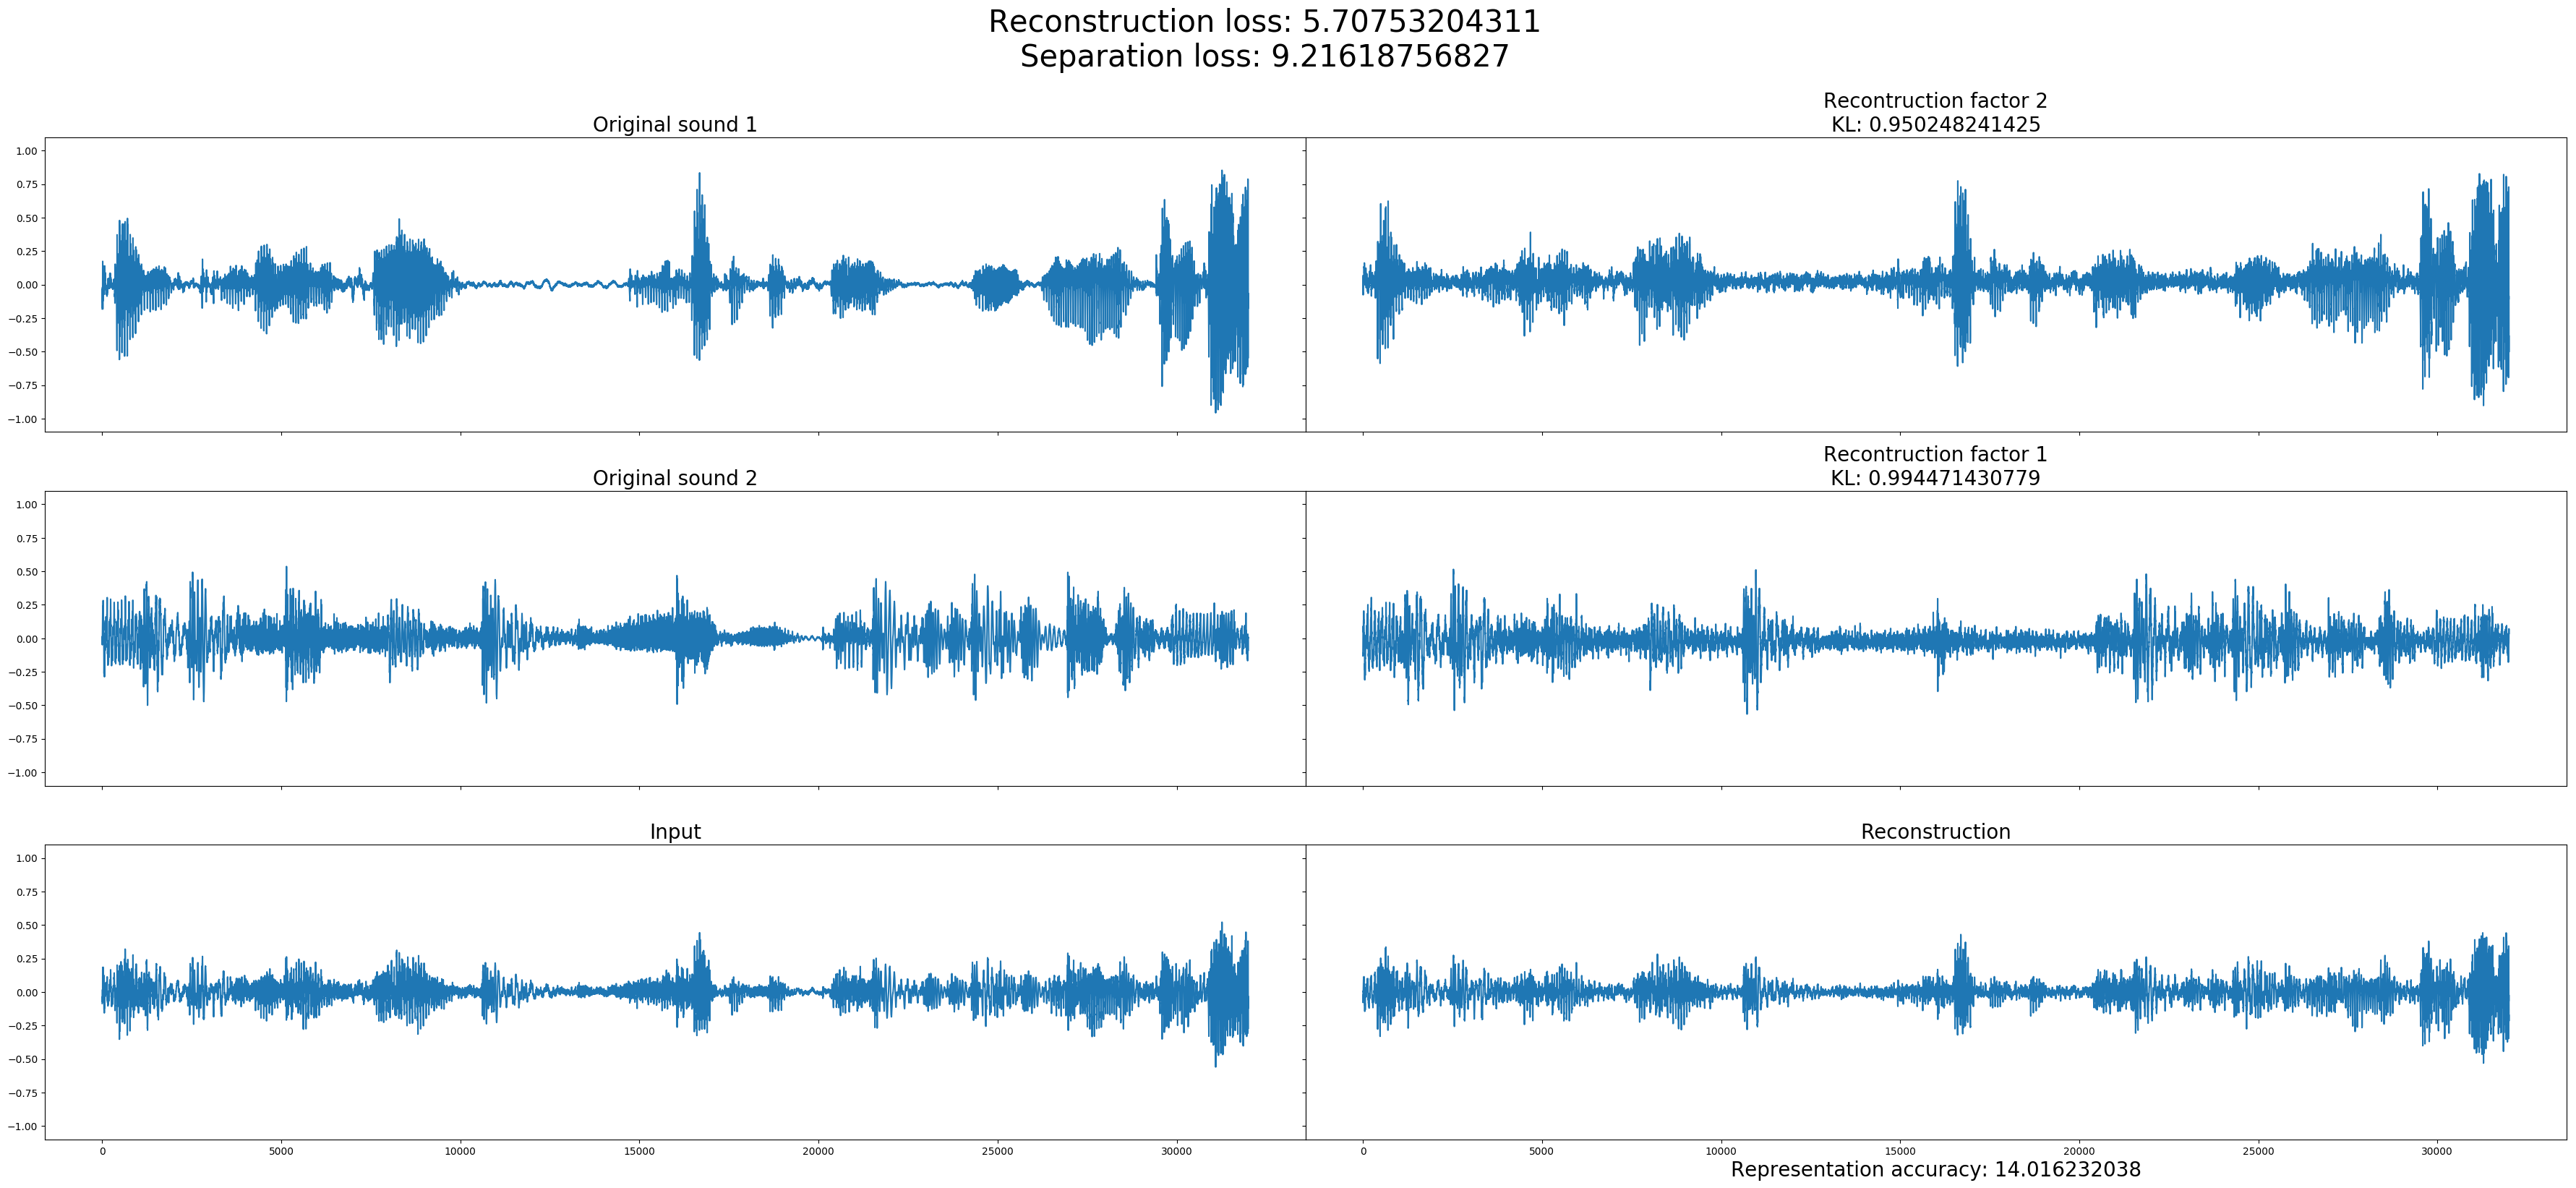 Reconstruction loss: 5.70753204311
Separation loss: 9.21618756827
Original sound 1
Recontruction factor 2
KL: 0.950248241425
1.00
0.75
0.50
0.25
0.00
−0.25
−0.50
−0.75
−1.00
Original sound 2
Recontruction factor 1
KL: 0.994471430779
1.00
0.75
0.50
0.25
0.00
−0.25
−0.50
−0.75
−1.00
Input
Reconstruction
1.00
0.75
0.50
0.25
0.00
−0.25
−0.50
−0.75
−1.00
0 5000 10000 15000 20000 25000 30000 0 5000 10000 15000 20000 25000 30000
Representation accuracy: 14.016232038